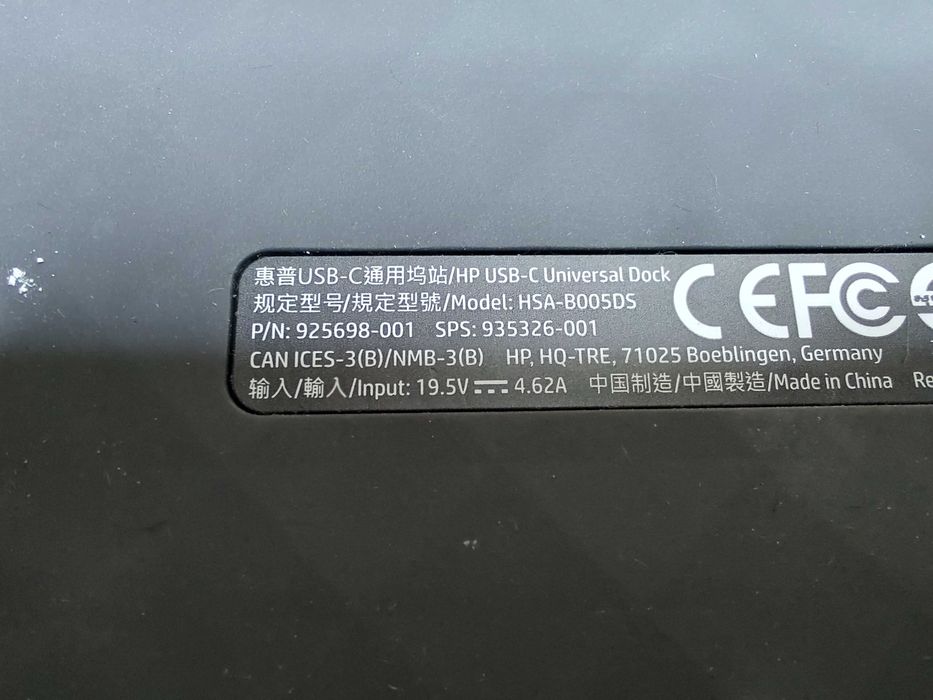 惠普USB-C通用坞站/HP USB-C Universal Dock
规定型号/規定型號/Model: HSA-B005DS
P/N: 925698-001 SPS: 935326-001
CAN ICES-3(B)/NMB-3(B) HP, HQ-TRE, 71025 Boeblingen, Germany
输入/輸入/Input: 19.5V⎓4.62A 中国制造/中國製造/Made in China
CE FC